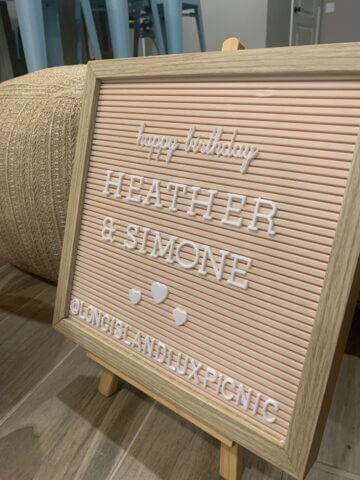 happy birthday
HEATHER
& SIMONE
@LONGISLANDLUXPICNIC